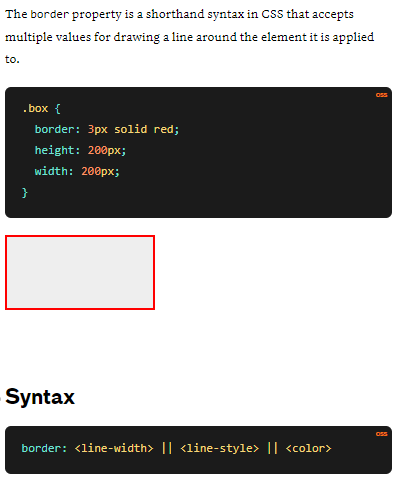 The border property is a shorthand syntax in CSS that accepts
multiple values for drawing a line around the element it is applied
to.
css
.box {
  border: 3px solid red;
  height: 200px;
  width: 200px;
}
Syntax
css
border: <line-width> || <line-style> || <color>